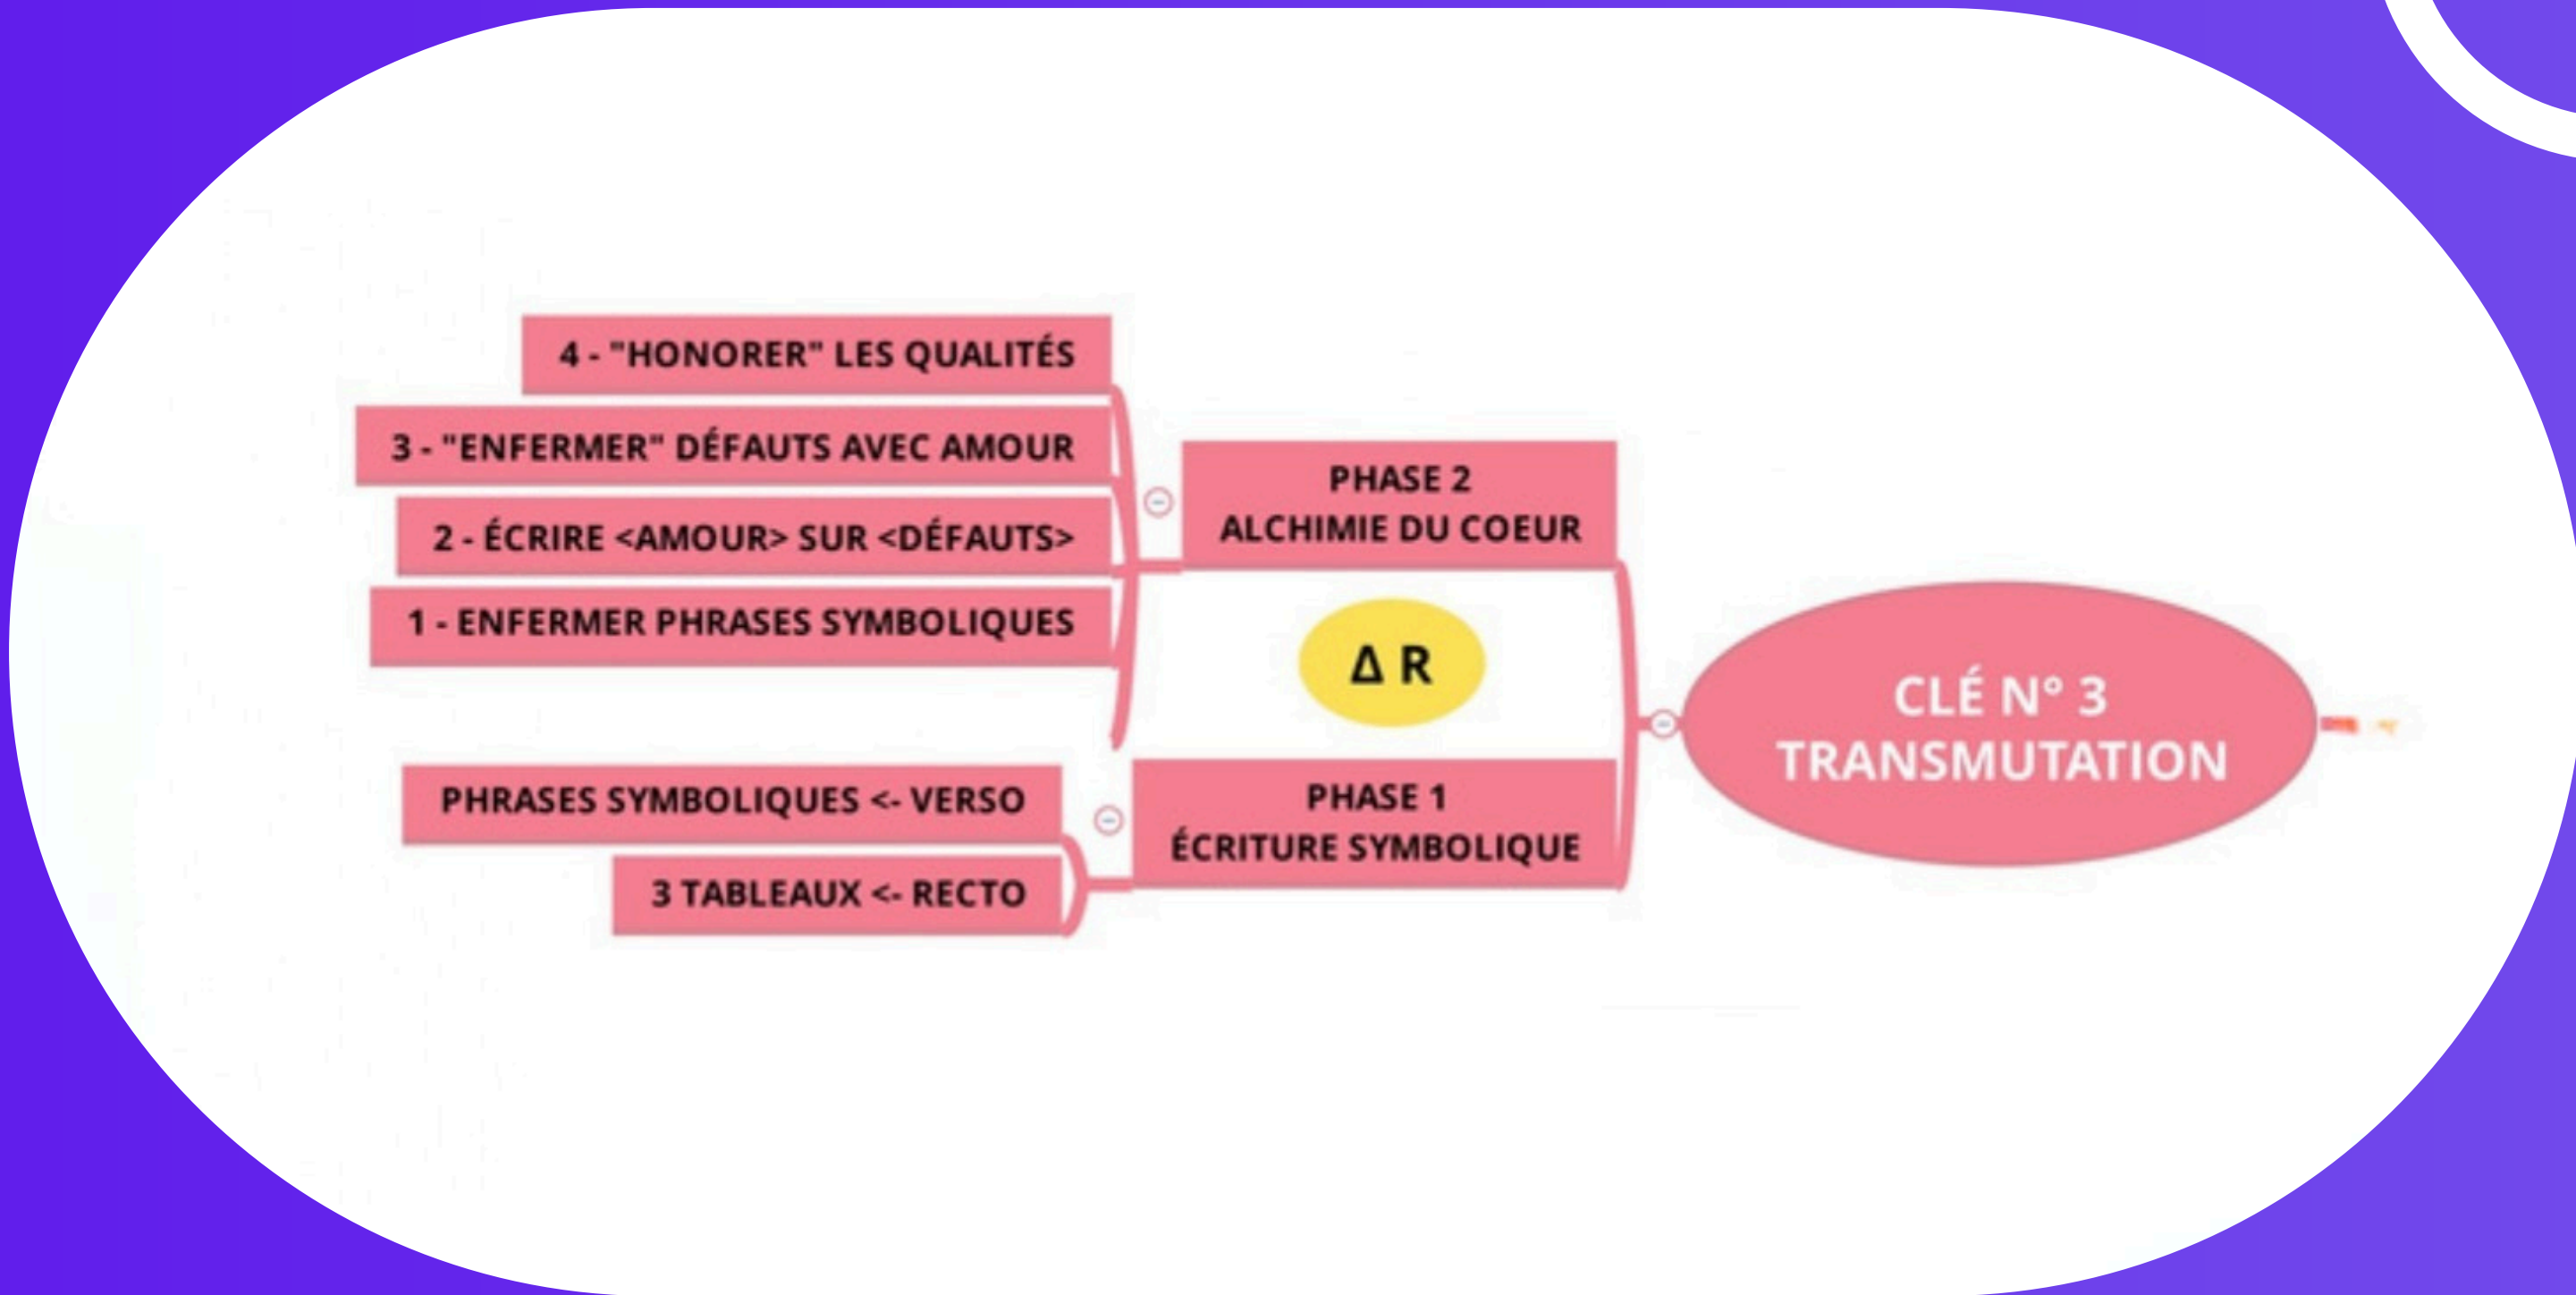 4 - "HONORER" LES QUALITÉS
3 - "ENFERMER" DÉFAUTS AVEC AMOUR
2 - ÉCRIRE <AMOUR> SUR <DÉFAUTS>
1 - ENFERMER PHRASES SYMBOLIQUES
PHASE 2
ALCHIMIE DU COEUR
Δ R
PHRASES SYMBOLIQUES <- VERSO
3 TABLEAUX <- RECTO
PHASE 1
ÉCRITURE SYMBOLIQUE
CLÉ N° 3
TRANSMUTATION